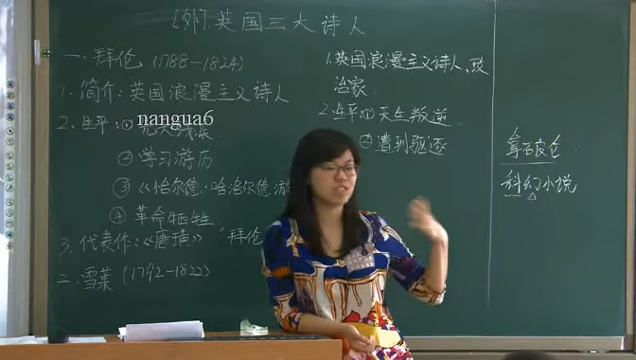 [外].英国三大诗人
一.拜伦(1788-1824)
1.简介:英国浪漫主义诗人
2、生平:①
nangua6
②学习游历
③《恰尔德·哈洛尔德·游
④革命牺牲
3.代表作:《唐璜》"拜伦
二.雪莱(1792-1822)
1.英国浪漫主义诗人、政
治家
2.生平:①天生叛逆
②遭到驱逐
拿破仑
科幻小说